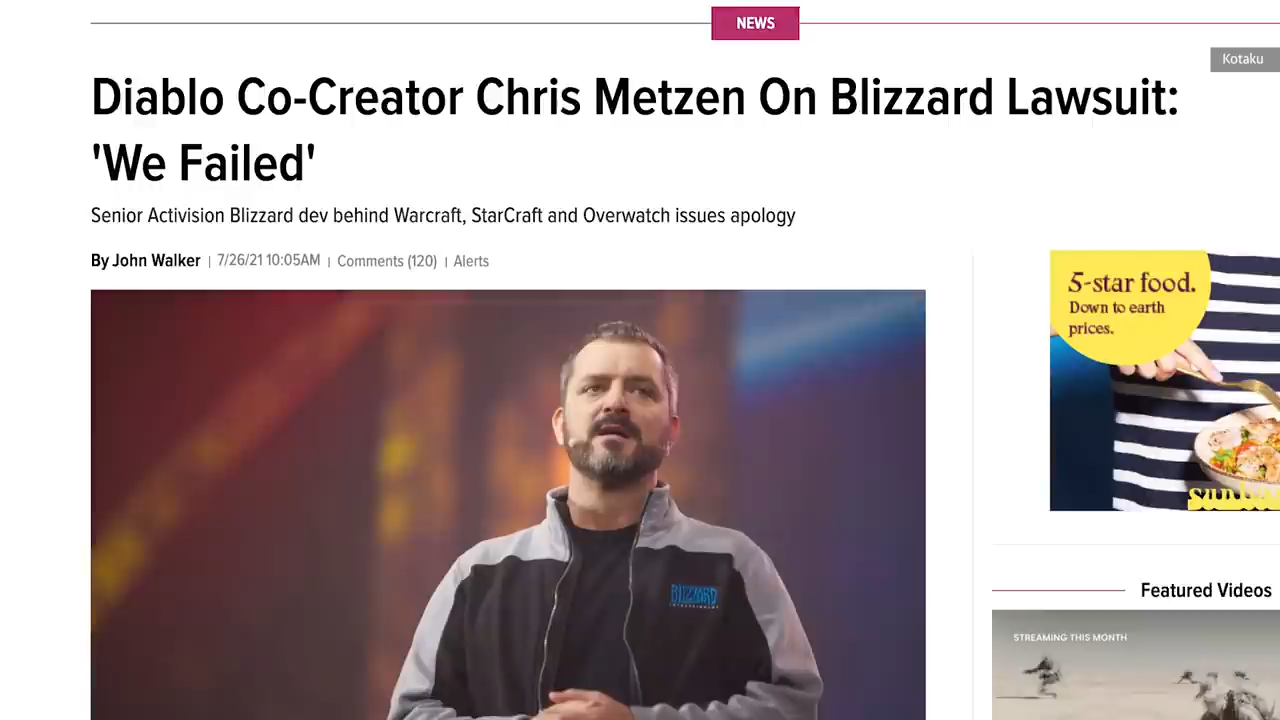 NEWS
Kotaku
Diablo Co-Creator Chris Metzen On Blizzard Lawsuit:
'We Failed'
Senior Activision Blizzard dev behind Warcraft, StarCraft and Overwatch issues apology
By John Walker | 7/26/21 10:05AM | Comments (120) | Alerts
5-star food.
Down to earth
prices.
BLIZZARD
ENTERTAINMENT
Featured Videos
STREAMING THIS MONTH